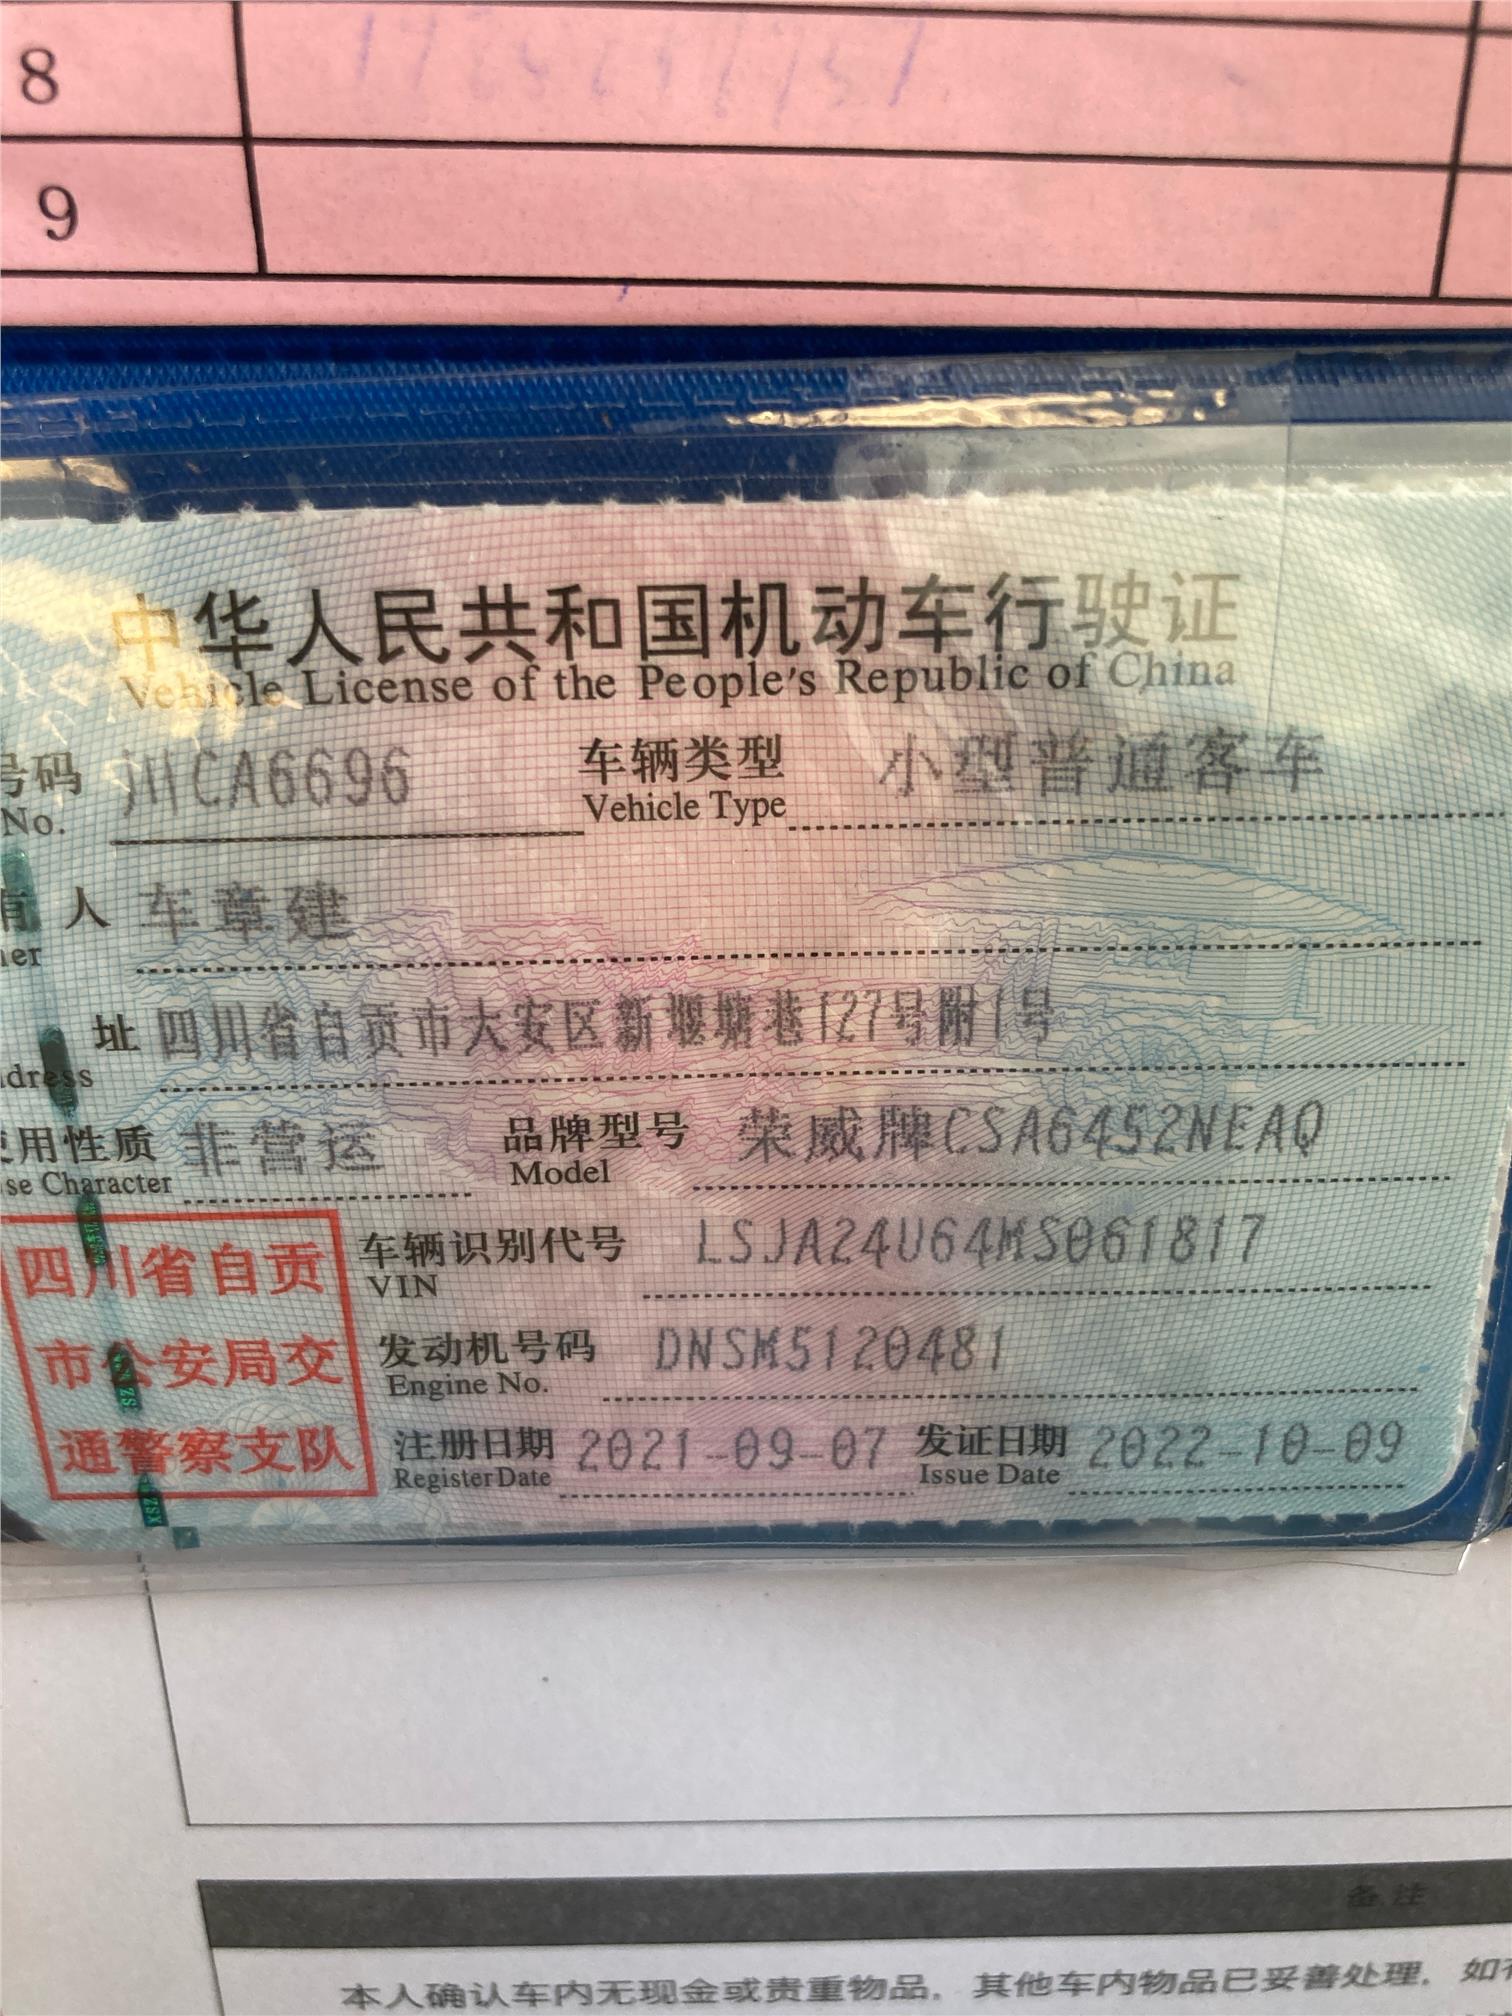 8
9
中华人民共和国机动车行驶证
Vehicle License of the People's Republic of China
号码 川CA6696 车辆类型 小型普通客车
No. Vehicle Type
有人 车章建
ner
址 四川省自贡市大安区新堰塘巷127号附1号
dress
使用性质 非营运 品牌型号 荣威牌CSA6452NEAQ
se Character Model
四川省自贡
市公安局交
通警察支队
车辆识别代号 LSJA24U64MS061817
VIN
发动机号码 DNSM5120481
Engine No.
注册日期 2021-09-07 发证日期 2022-10-09
Register Date Issue Date
备注
本人确认车内无现金或贵重物品，其他车内物品已妥善处理，如